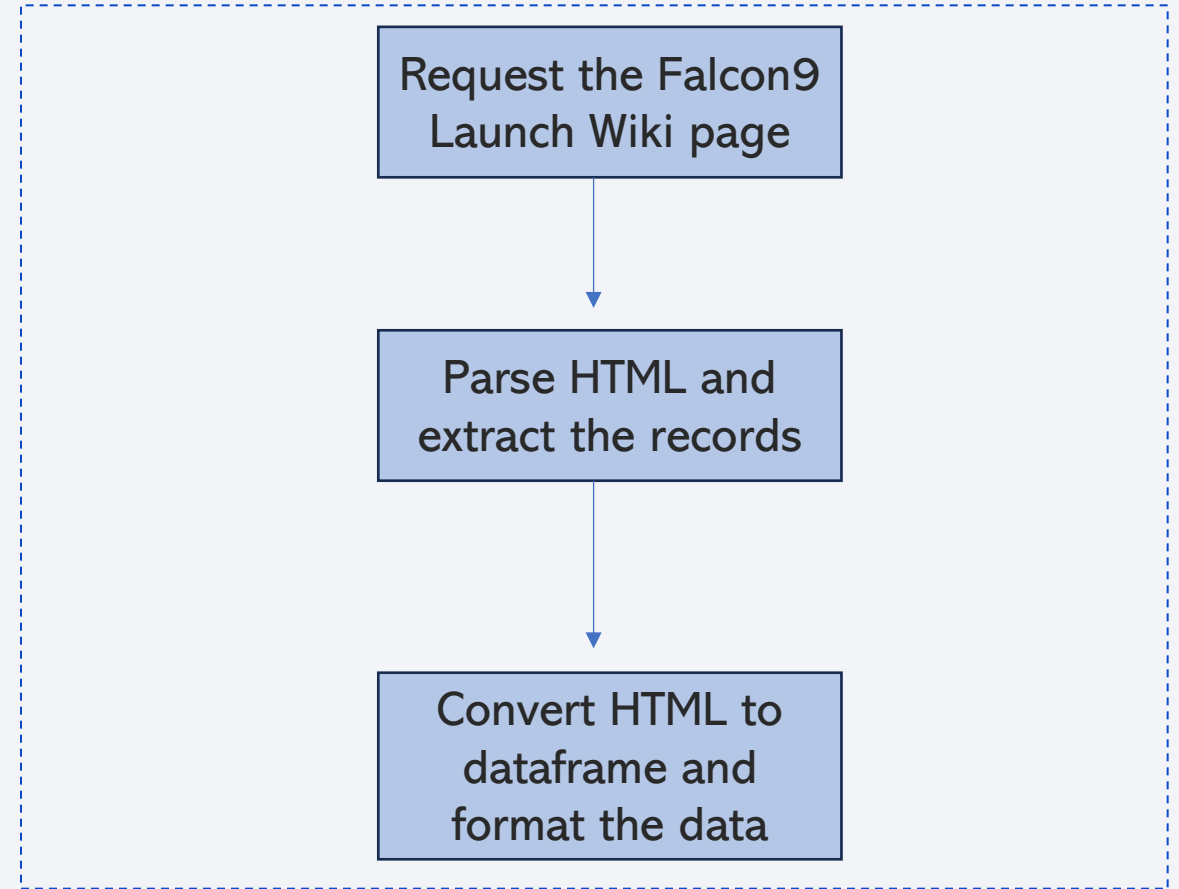 Request the Falcon9
Launch Wiki page
Parse HTML and
extract the records
Convert HTML to
dataframe and
format the data